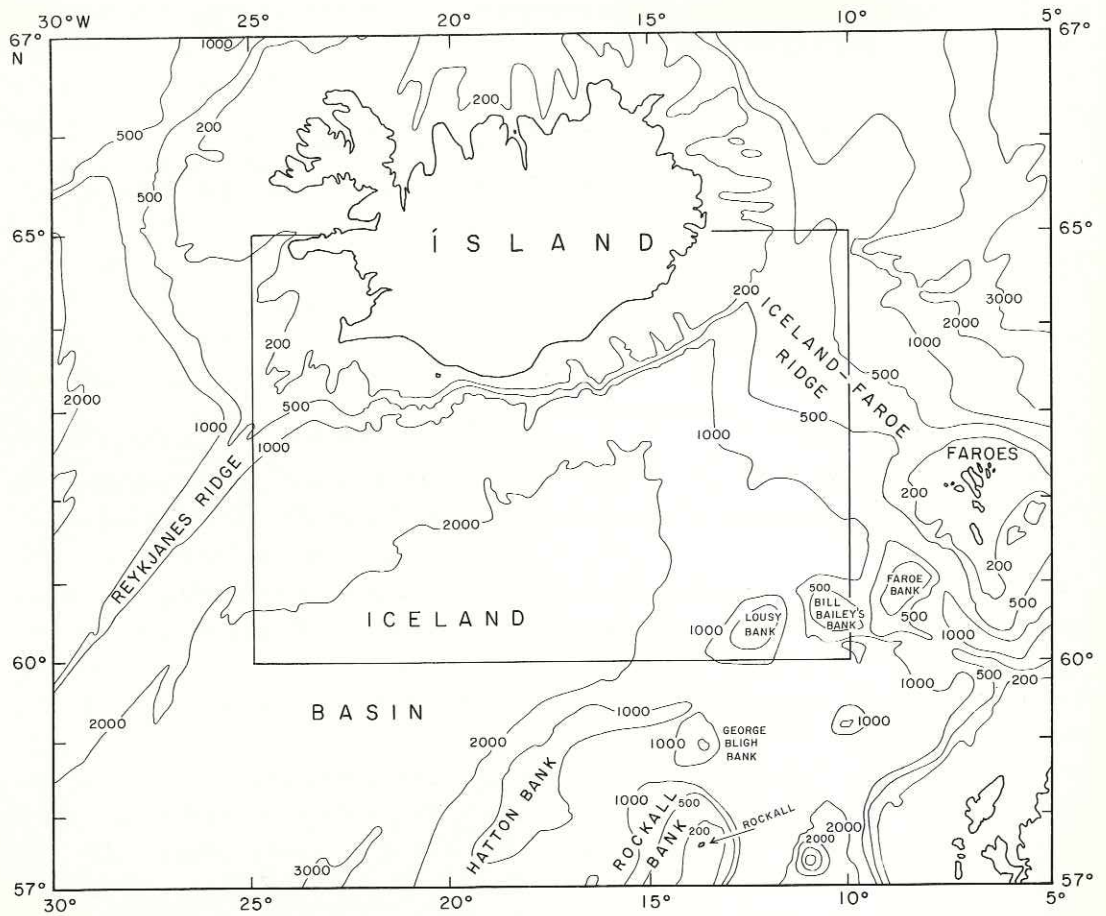 30° W 25° 20° 15° 10° 5°
67° 67°
N
1000
500
200
200
500
65° ÍSLAND 65°
3000
200
2000
1000
ICELAND–FAROE
RIDGE
200
500
500
2000
500
1000
1000
1000
FAROES
REYKJANES RIDGE
200
2000
200
500
FAROE
BANK
500
BILL
BAILEY'S
BANK
500
ICELAND
LOUSY
BANK
1000
1000
60° 60°
500
200
1000
BASIN
1000
1000
2000
2000
GEORGE
BLIGH
BANK
1000
HATTON BANK
1000
500
ROCKALL
BANK
200
ROCKALL
2000
2000
3000
57° 57°
30° 25° 20° 15° 10° 5°